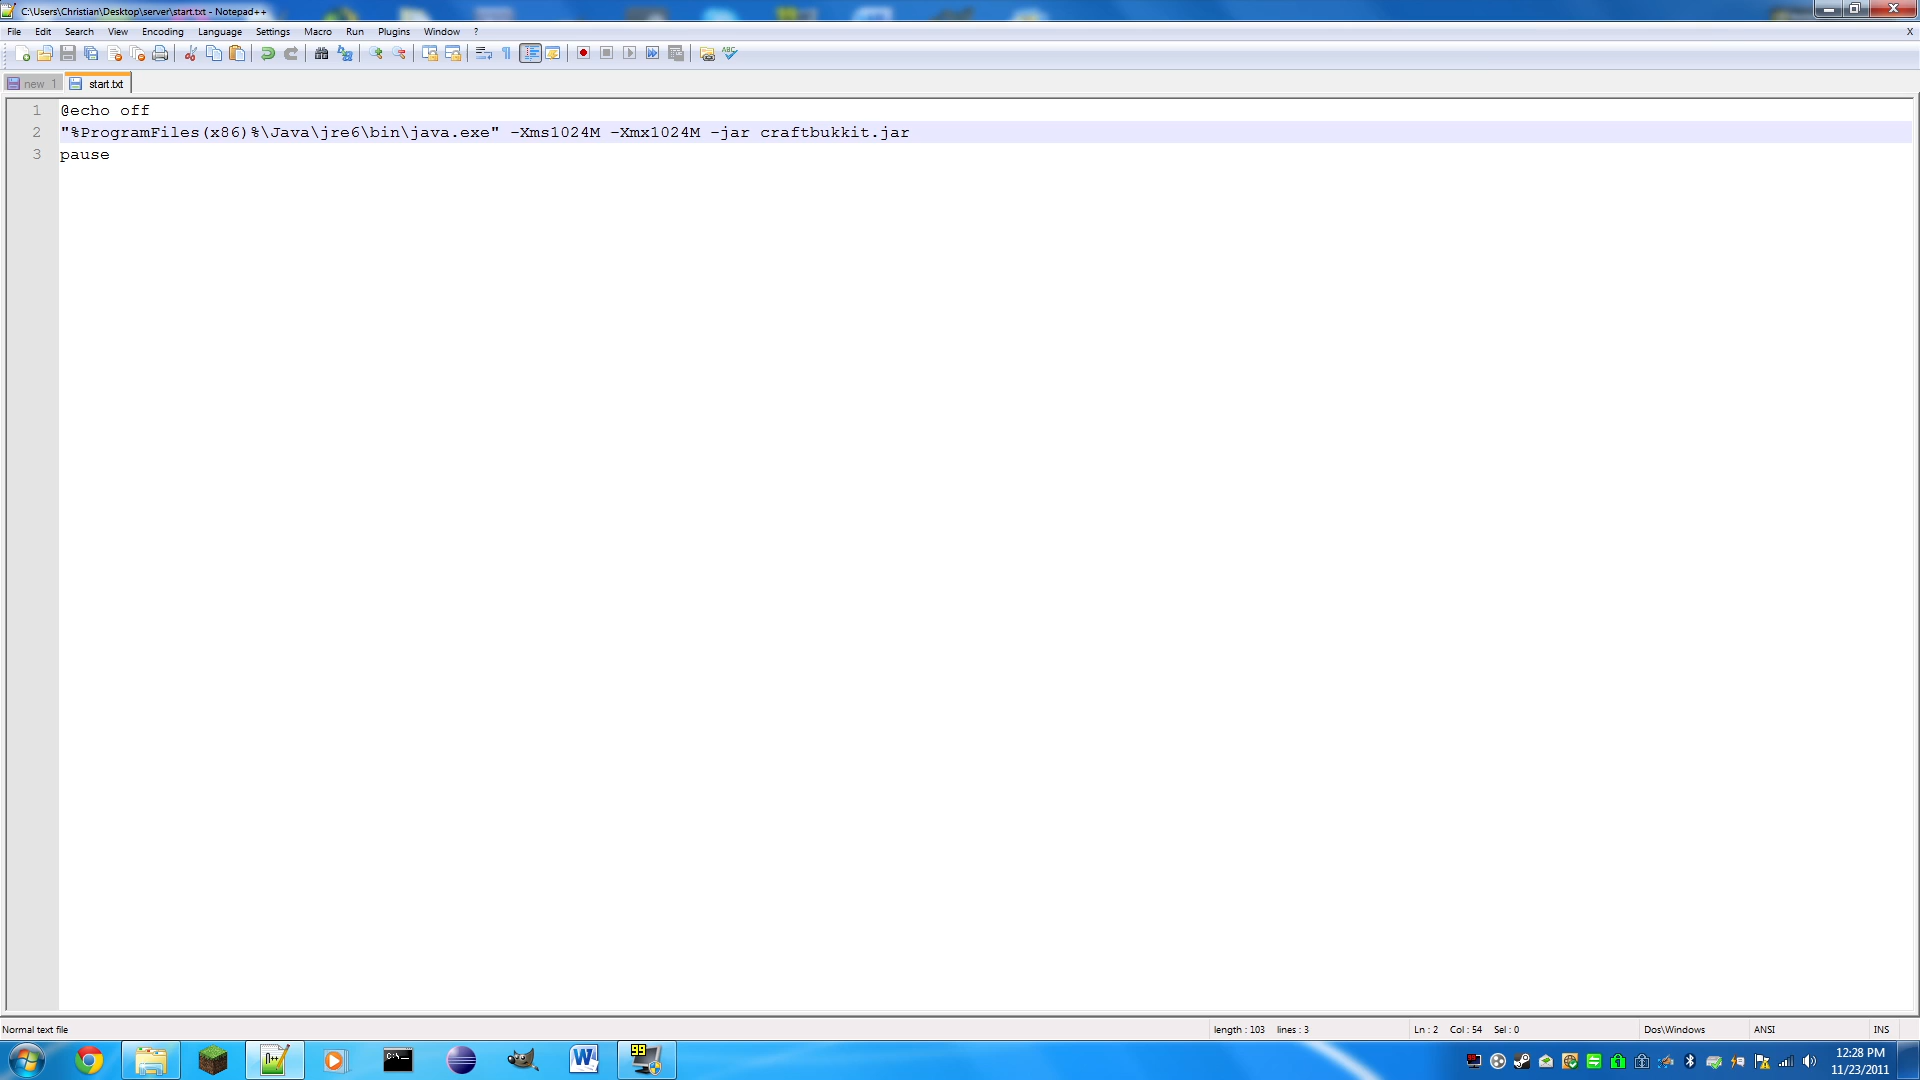 C:\Users\Christian\Desktop\server\start.txt - Notepad++
File Edit Search View Encoding Language Settings Macro Run Plugins Window ? X
new 1 start.txt
1 @echo off
2 "%ProgramFiles(x86)%\Java\jre6\bin\java.exe" -Xms1024M -Xmx1024M -jar craftbukkit.jar
3 pause
Normal text file length : 103 lines : 3 Ln : 2 Col : 54 Sel : 0 Dos\Windows ANSI INS
99
12:28 PM
11/23/2011